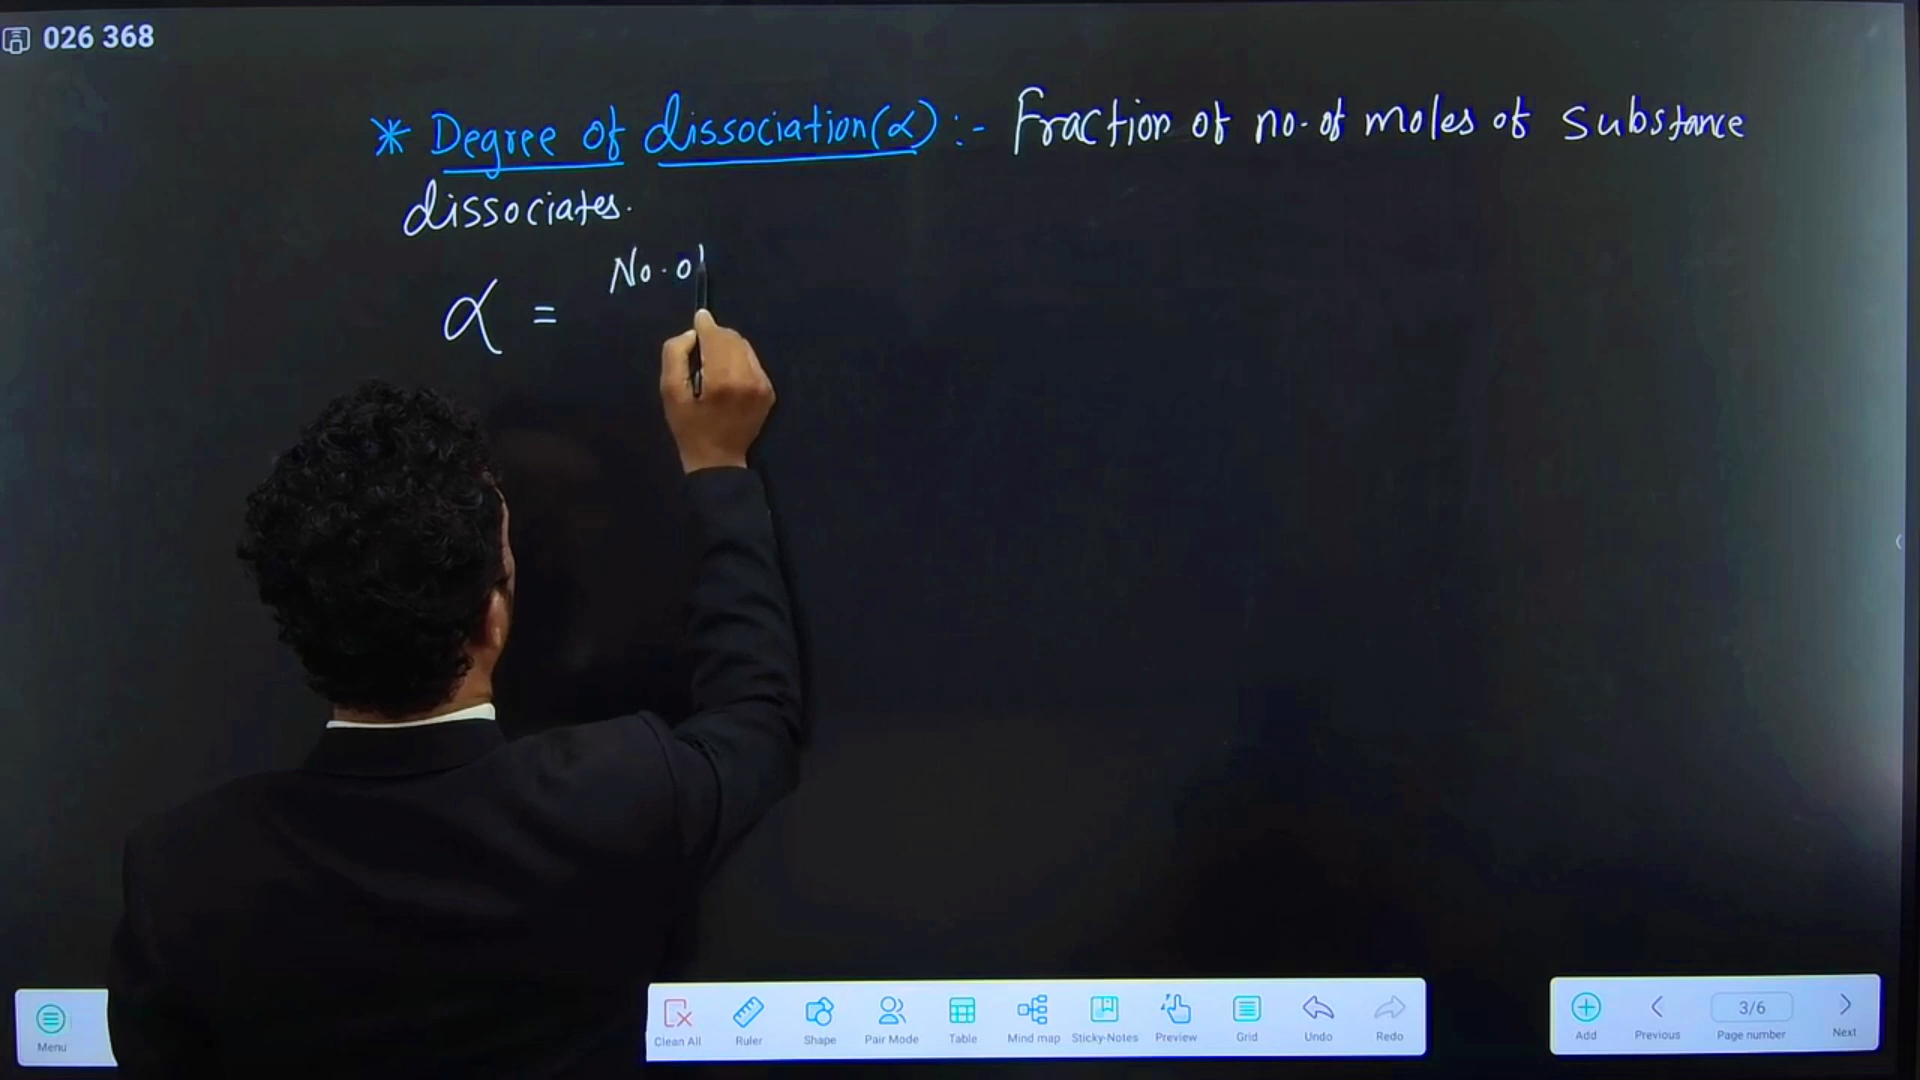 026 368
* Degree of dissociation(α) :- Fraction of no. of moles of substance
dissociates.
No. of
α =
Menu
Clean All Ruler Shape Pair Mode Table Mind map Sticky-Notes Preview Grid Undo Redo
3/6
Add Previous Page number Next